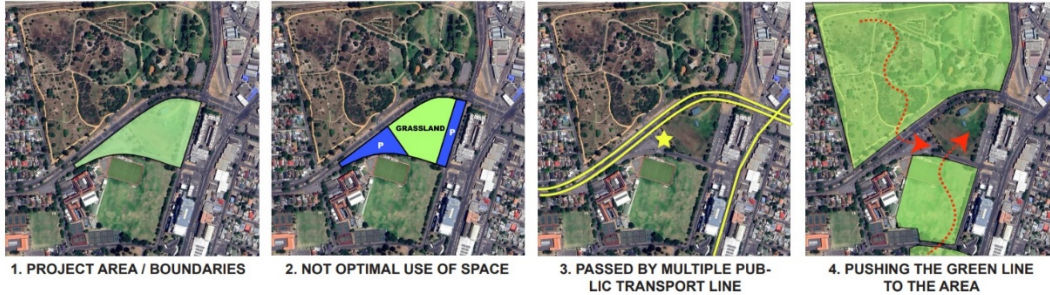 GRASSLAND
P
P
1. PROJECT AREA / BOUNDARIES
2. NOT OPTIMAL USE OF SPACE
3. PASSED BY MULTIPLE PUB-
LIC TRANSPORT LINE
4. PUSHING THE GREEN LINE
TO THE AREA